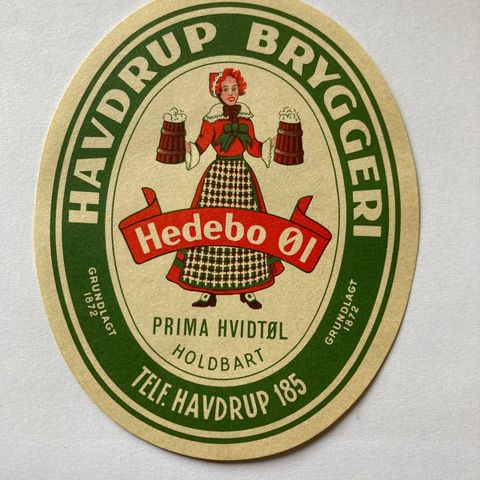 HAVDRUP BRYGGERI
Hedebo Øl
GRUNDLAGT
1872
GRUNDLAGT
1872
PRIMA HVIDTØL
HOLDBART
TELF. HAVDRUP 185